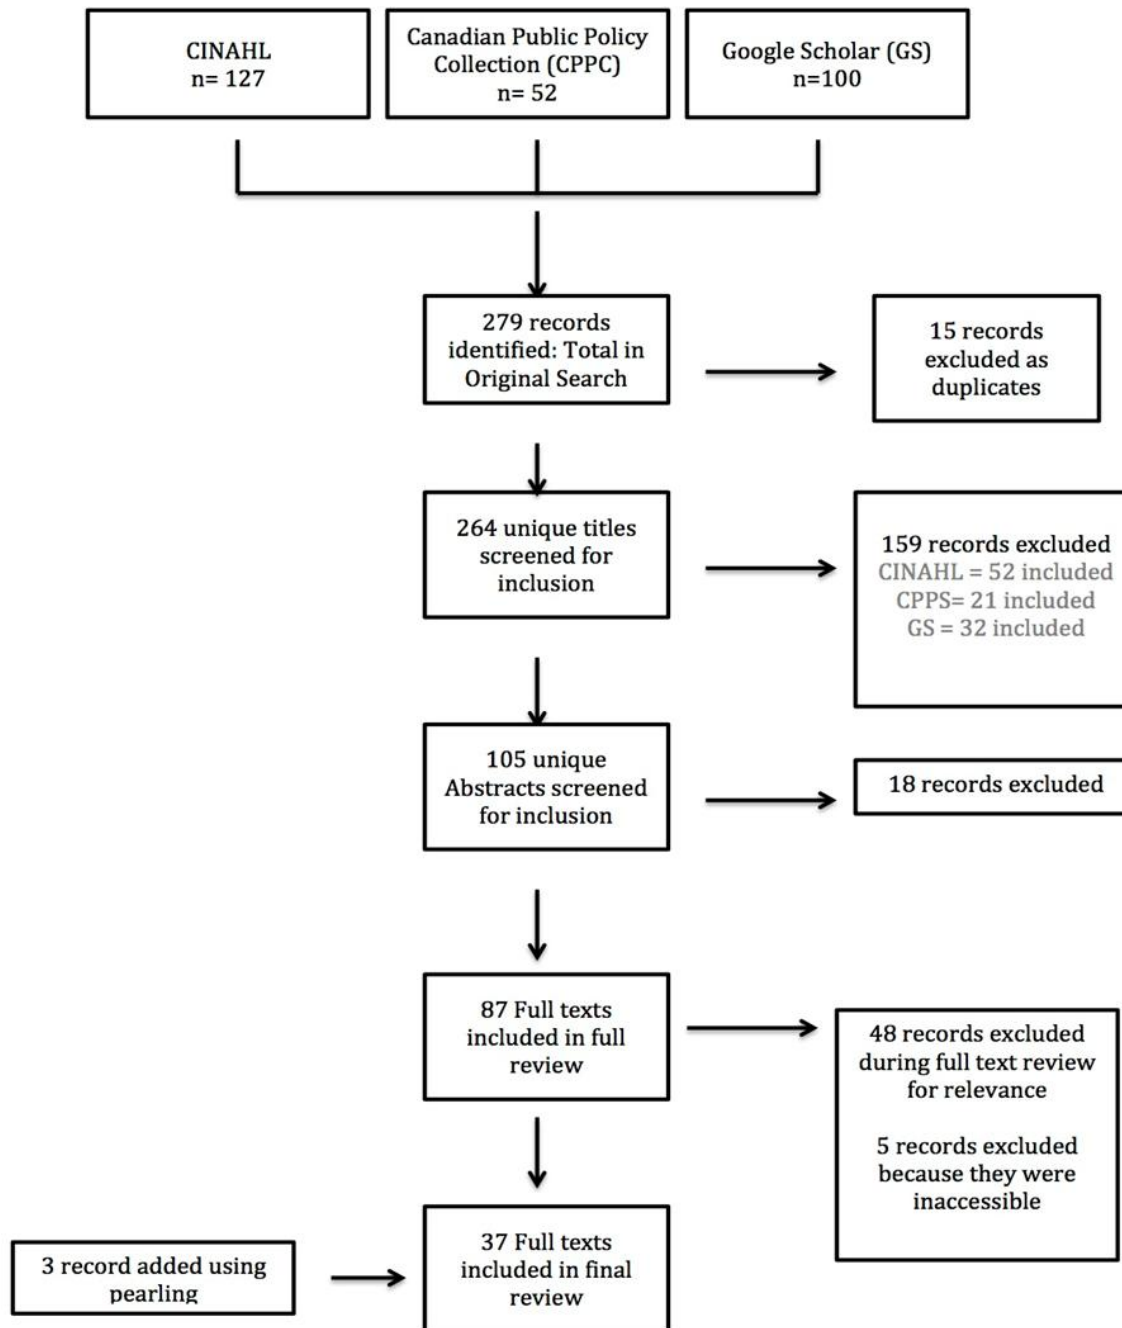 CINAHL
n= 127
Canadian Public Policy
Collection (CPPC)
n= 52
Google Scholar (GS)
n=100
279 records
identified: Total in
Original Search
15 records
excluded as
duplicates
264 unique titles
screened for
inclusion
159 records excluded
CINAHL = 52 included
CPPS= 21 included
GS = 32 included
105 unique
Abstracts screened
for inclusion
18 records excluded
87 Full texts
included in full
review
48 records excluded
during full text review
for relevance
5 records excluded
because they were
inaccessible
3 record added using
pearling
37 Full texts
included in final
review